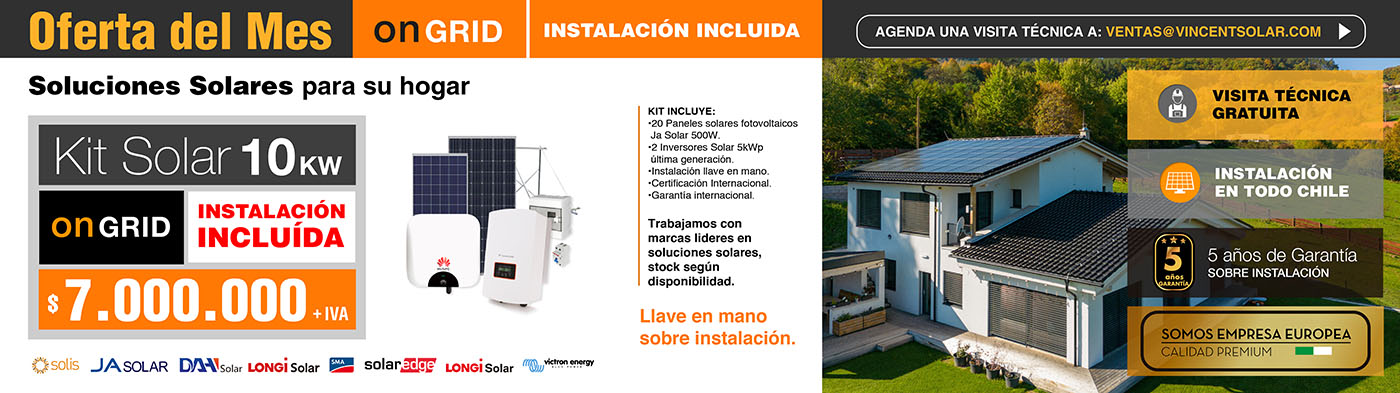 Oferta del Mes
on GRID
INSTALACIÓN INCLUIDA
AGENDA UNA VISITA TÉCNICA A: VENTAS@VINCENTSOLAR.COM
Soluciones Solares para su hogar
Kit Solar 10 KW
on GRID
INSTALACIÓN
INCLUÍDA
$ 7.000.000 + IVA
HUAWEI
KIT INCLUYE:
•20 Paneles solares fotovoltaicos
Ja Solar 500W.
•2 Inversores Solar 5kWp
última generación.
•Instalación llave en mano.
•Certificación Internacional.
•Garantía internacional.
Trabajamos con
marcas lideres en
soluciones solares,
stock según
disponibilidad.
Llave en mano
sobre instalación.
solis
JA SOLAR
DAH Solar
LONGi Solar
SMA
solaredge
LONGi Solar
victron energy
BLUE POWER
VISITA TÉCNICA
GRATUITA
INSTALACIÓN
EN TODO CHILE
5
años
GARANTÍA
5 años de Garantía
SOBRE INSTALACIÓN
SOMOS EMPRESA EUROPEA
CALIDAD PREMIUM